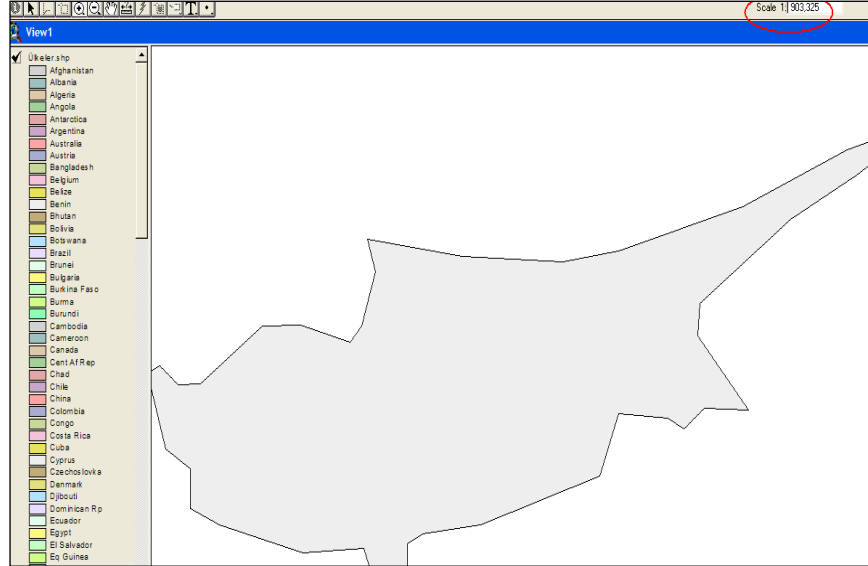 T
Scale 1: 903,325
View1
Ülkeler.shp
Afghanistan
Albania
Algeria
Angola
Antarctica
Argentina
Australia
Austria
Bangladesh
Belgium
Belize
Benin
Bhutan
Bolivia
Botswana
Brazil
Brunei
Bulgaria
Burkina Faso
Burma
Burundi
Cambodia
Cameroon
Canada
Cent Af Rep
Chad
Chile
China
Colombia
Congo
Costa Rica
Cuba
Cyprus
Czechoslovka
Denmark
Djibouti
Dominican Rp
Ecuador
Egypt
El Salvador
Eq Guinea